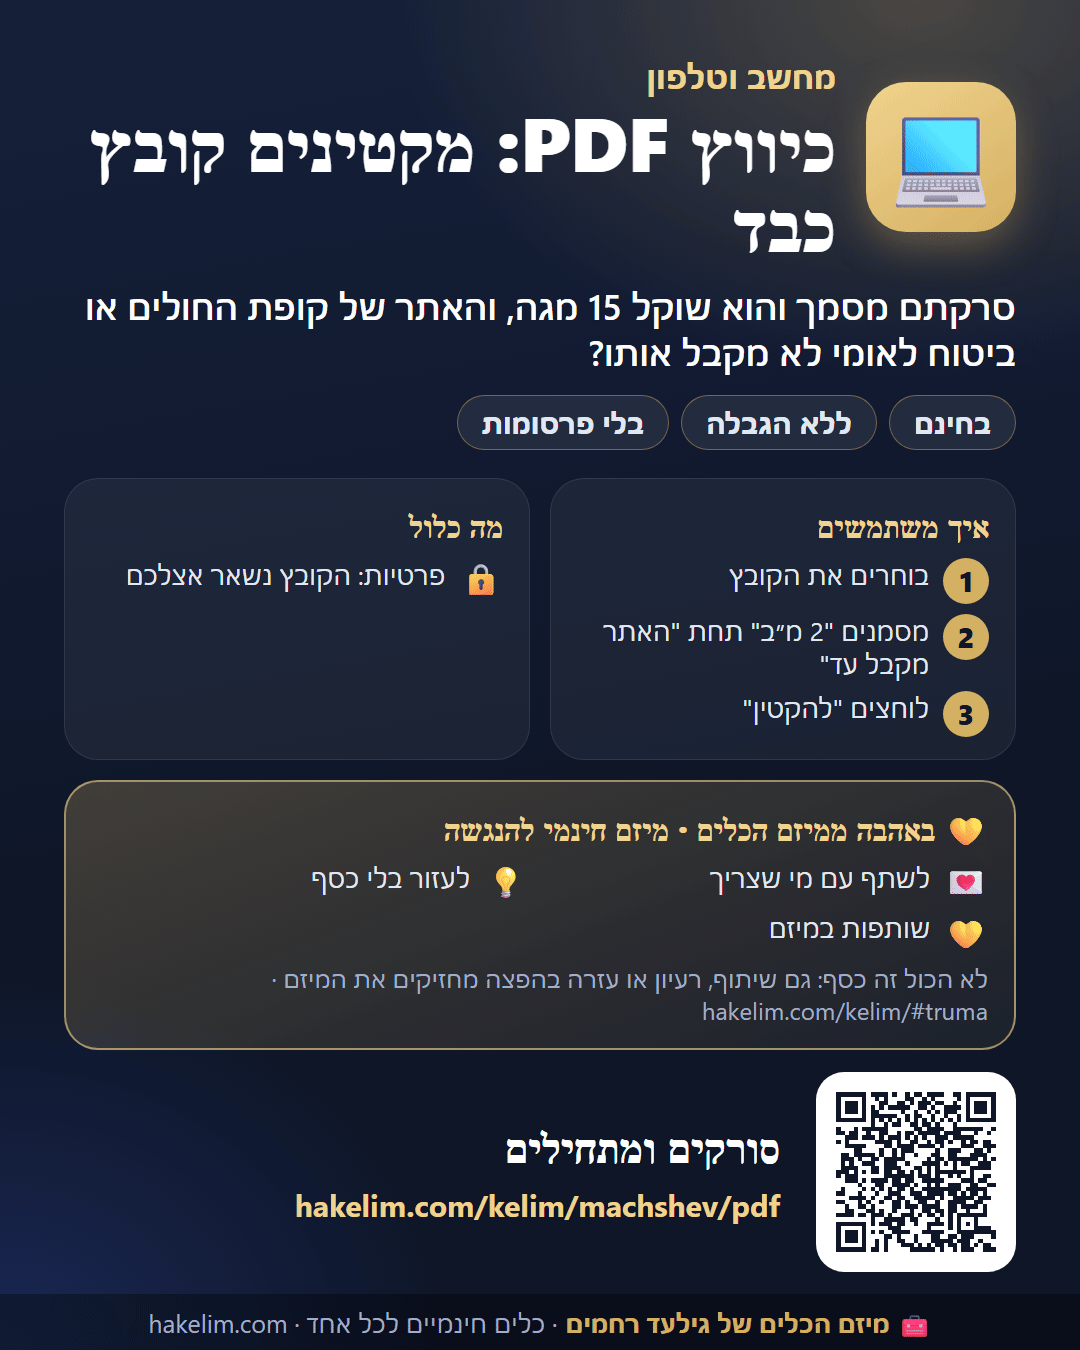 מחשב וטלפון
כיווץ PDF: מקטינים קובץ
כבד
סרקתם מסמך והוא שוקל 15 מגה, והאתר של קופת החולים או
ביטוח לאומי לא מקבל אותו?
בחינם
ללא הגבלה
בלי פרסומות
איך משתמשים
1 בוחרים את הקובץ
2 מסמנים "2 מ״ב" תחת "האתר
מקבל עד"
3 לוחצים "להקטין"
מה כלול
פרטיות: הקובץ נשאר אצלכם
באהבה ממיזם הכלים • מיזם חינמי להנגשה
לשתף עם מי שצריך
לעזור בלי כסף
שותפות במיזם
לא הכול זה כסף: גם שיתוף, רעיון או עזרה בהפצה מחזיקים את המיזם ·
hakelim.com/kelim/#truma
סורקים ומתחילים
hakelim.com/kelim/machshev/pdf
מיזם הכלים של גילעד רחמים · כלים חינמיים לכל אחד · hakelim.com